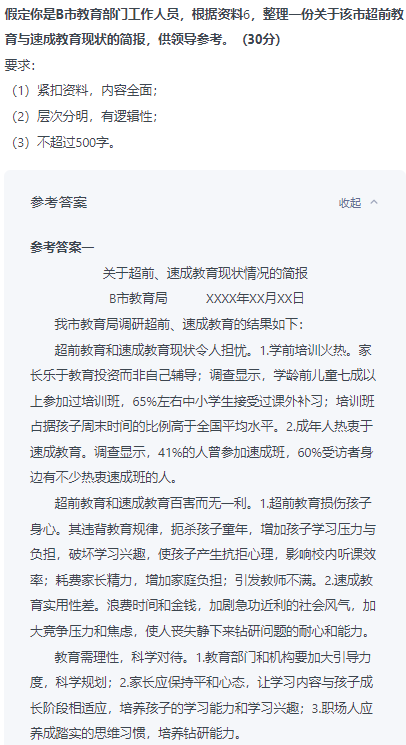 假定你是B市教育部门工作人员，根据资料6，整理一份关于该市超前教
育与速成教育现状的简报，供领导参考。（30分）
要求：
（1）紧扣资料，内容全面；
（2）层次分明，有逻辑性；
（3）不超过500字。
参考答案
收起
参考答案一
关于超前、速成教育现状情况的简报
B市教育局 XXXX年XX月XX日
我市教育局调研超前、速成教育的结果如下：
超前教育和速成教育现状令人担忧。1.学前培训火热。家
长乐于教育投资而非自己辅导；调查显示，学龄前儿童七成以
上参加过培训班，65%左右中小学生接受过课外补习；培训班
占据孩子周末时间的比例高于全国平均水平。2.成年人热衷于
速成教育。调查显示，41%的人曾参加速成班，60%受访者身
边有不少热衷速成班的人。
超前教育和速成教育百害而无一利。1.超前教育损伤孩子
身心。其违背教育规律，扼杀孩子童年，增加孩子学习压力与
负担，破坏学习兴趣，使孩子产生抗拒心理，影响校内听课效
率；耗费家长精力，增加家庭负担；引发教师不满。2.速成教
育实用性差。浪费时间和金钱，加剧急功近利的社会风气，加
大竞争压力和焦虑，使人丧失静下来钻研问题的耐心和能力。
教育需理性，科学对待。1.教育部门和机构要加大引导力
度，科学规划；2.家长应保持平和心态，让学习内容与孩子成
长阶段相适应，培养孩子的学习能力和学习兴趣；3.职场人应
养成踏实的思维习惯，培养钻研能力。